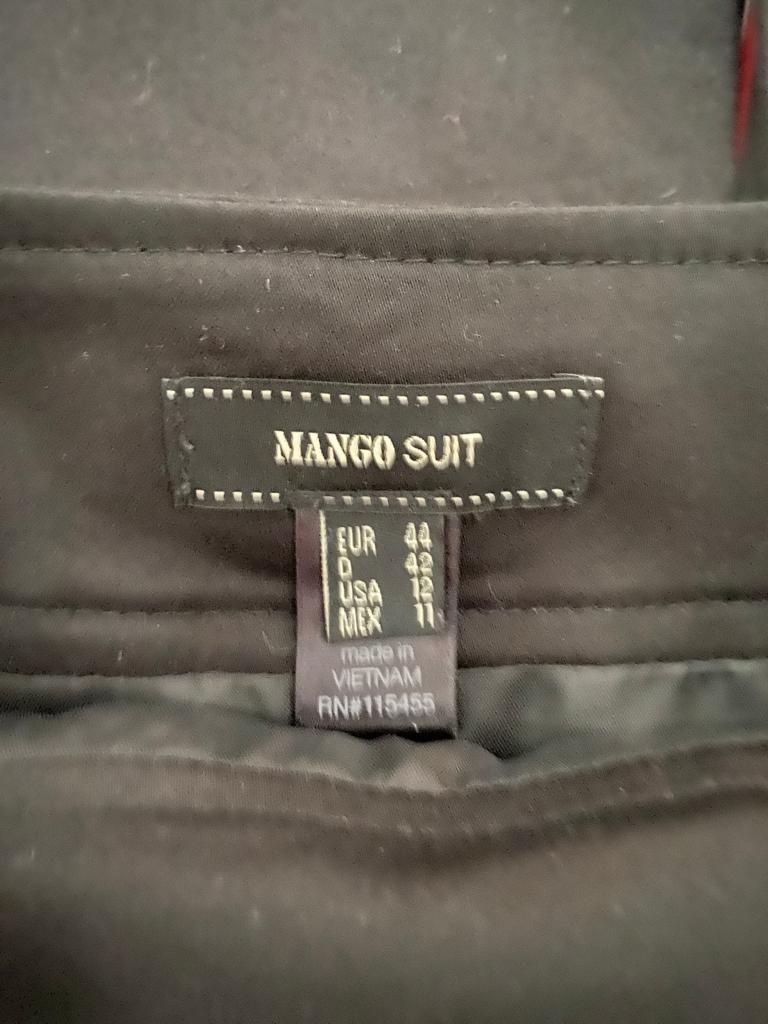 MANGO SUIT
EUR 44
D 42
USA 12
MEX 11
made in
VIETNAM
RN#115455